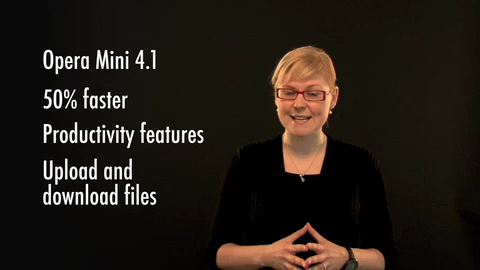 Opera Mini 4.1
50% faster
Productivity features
Upload and
download files